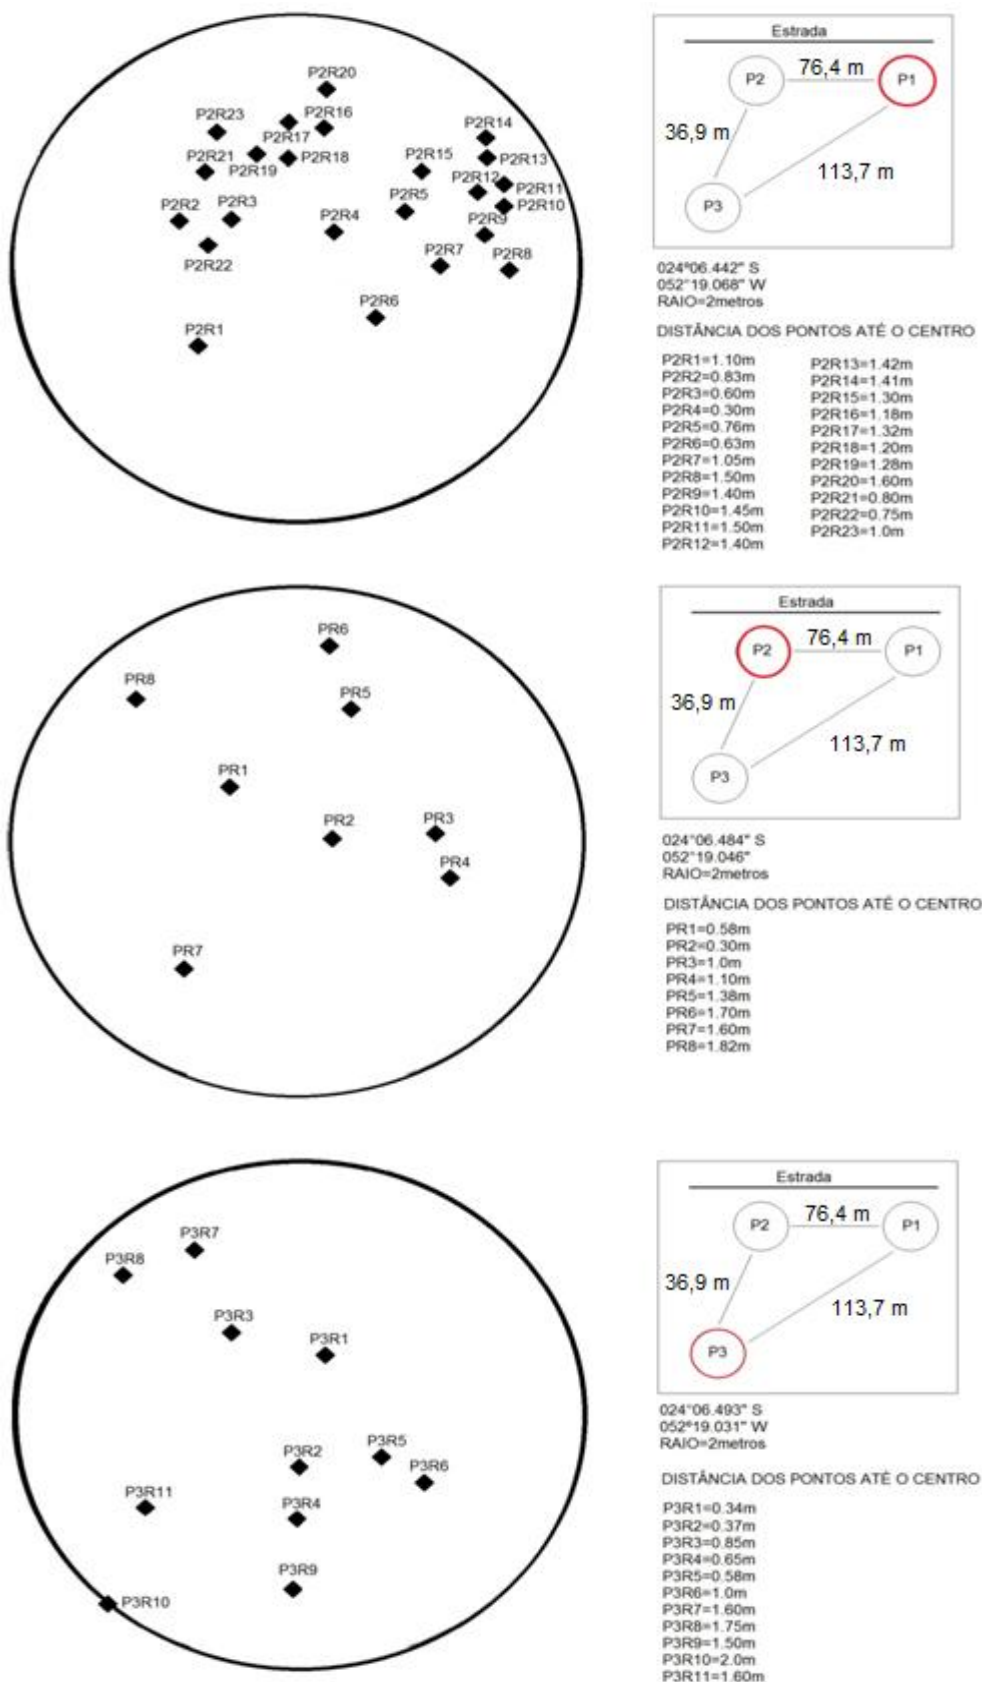 P2R20
P2R23
P2R16
P2R17
P2R14
P2R21
P2R19
P2R18
P2R15
P2R13
P2R12
P2R11
P2R10
P2R2
P2R3
P2R4
P2R5
P2R9
P2R22
P2R7
P2R8
P2R6
P2R1
Estrada
P2
76,4 m
P1
36,9 m
113,7 m
P3
024º06.442" S
052°19.068" W
RAIO=2metros
DISTÂNCIA DOS PONTOS ATÉ O CENTRO
P2R1=1.10m
P2R2=0.83m
P2R3=0.60m
P2R4=0.30m
P2R5=0.76m
P2R6=0.63m
P2R7=1.05m
P2R8=1.50m
P2R9=1.40m
P2R10=1.45m
P2R11=1.50m
P2R12=1.40m
P2R13=1.42m
P2R14=1.41m
P2R15=1.30m
P2R16=1.18m
P2R17=1.32m
P2R18=1.20m
P2R19=1.28m
P2R20=1.60m
P2R21=0.80m
P2R22=0.75m
P2R23=1.0m
PR6
PR8
PR5
PR1
PR2
PR3
PR4
PR7
Estrada
P2
76,4 m
P1
36,9 m
113,7 m
P3
024°06.484" S
052°19.046"
RAIO=2metros
DISTÂNCIA DOS PONTOS ATÉ O CENTRO
PR1=0.58m
PR2=0.30m
PR3=1.0m
PR4=1.10m
PR5=1.38m
PR6=1.70m
PR7=1.60m
PR8=1.82m
P3R7
P3R8
P3R3
P3R1
P3R2
P3R5
P3R6
P3R11
P3R4
P3R9
P3R10
Estrada
P2
76,4 m
P1
36,9 m
113,7 m
P3
024°06.493" S
052º19.031" W
RAIO=2metros
DISTÂNCIA DOS PONTOS ATÉ O CENTRO
P3R1=0.34m
P3R2=0.37m
P3R3=0.85m
P3R4=0.65m
P3R5=0.58m
P3R6=1.0m
P3R7=1.60m
P3R8=1.75m
P3R9=1.50m
P3R10=2.0m
P3R11=1.60m